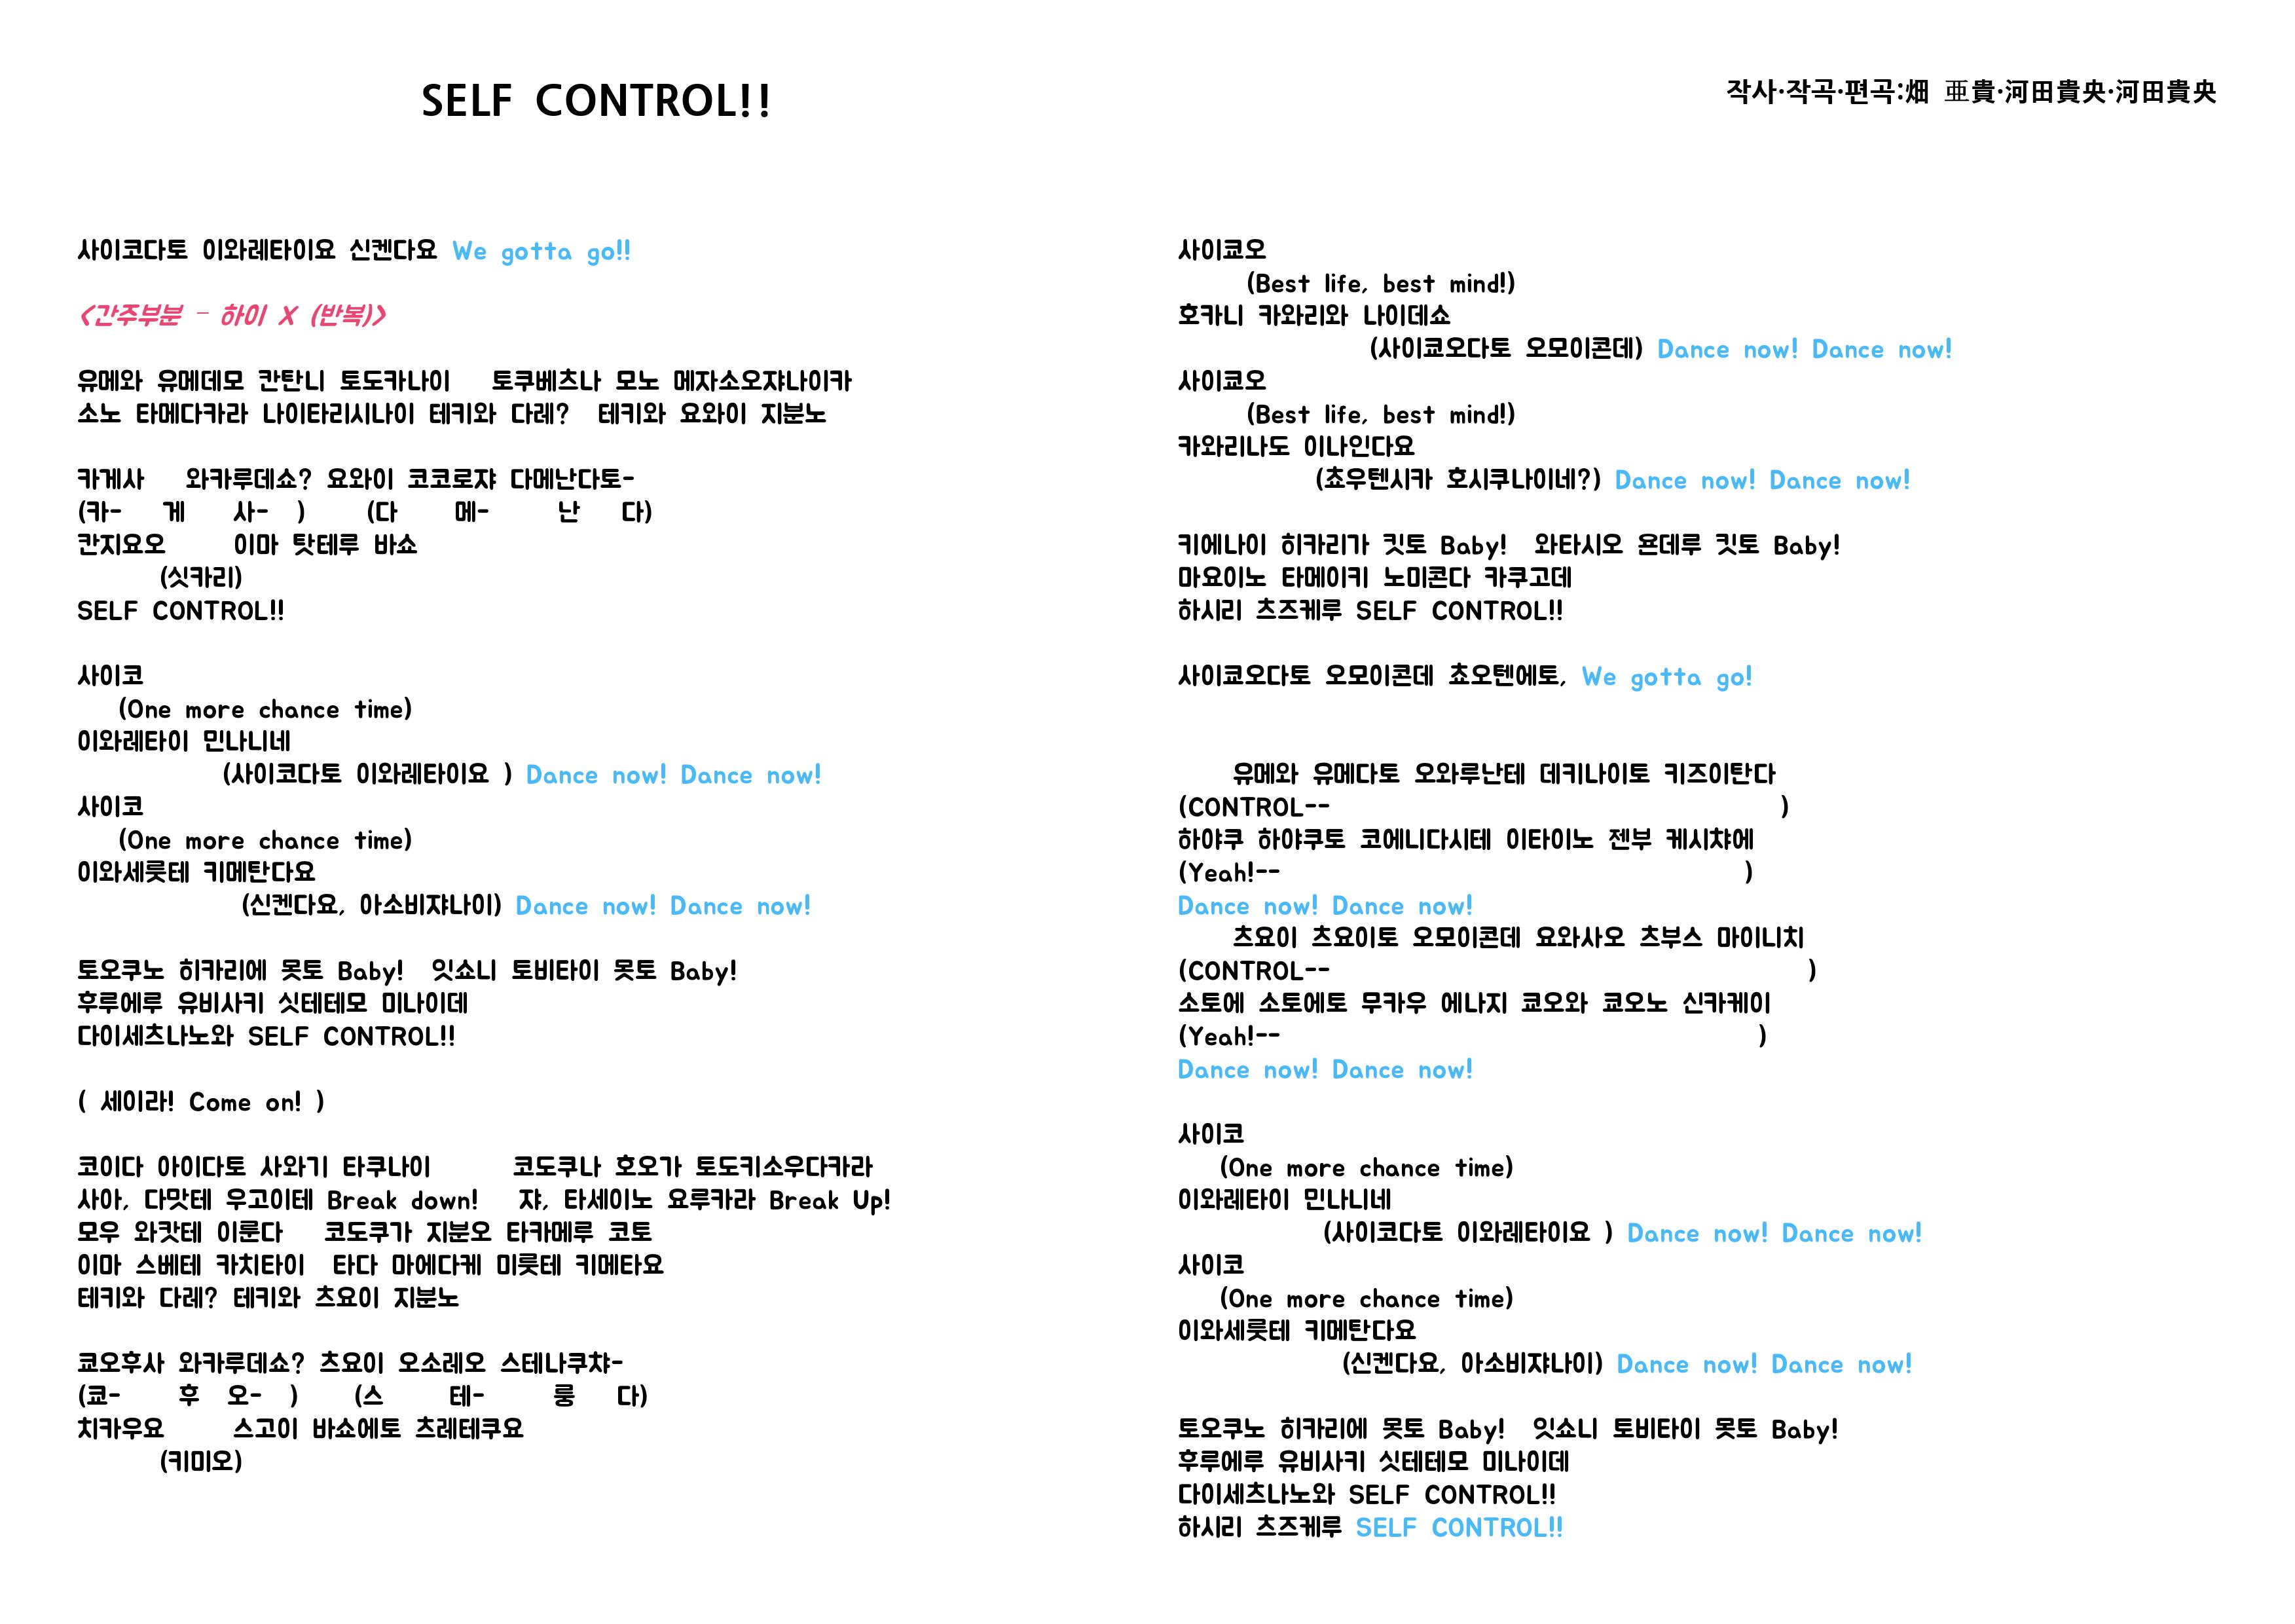 SELF CONTROL!!
작사·작곡·편곡:畑 亜貴·河田貴央·河田貴央
사이코다토 이와레타이요 신켄다요 We gotta go!!
<간주부분 - 하이 X (반복)>
유메와 유메데모 칸탄니 토도카나이 토쿠베츠나 모노 메자소오쟈나이카
소노 타메다카라 나이타리시나이 테키와 다레? 테키와 요와이 지분노
카게사 와카루데쇼? 요와이 코코로쟈 다메난다토-
(카- 게 사- ) (다 메- 난 다)
칸지요오 이마 탓테루 바쇼
(싯카리)
SELF CONTROL!!
사이코
(One more chance time)
이와레타이 민나니네
(사이코다토 이와레타이요 ) Dance now! Dance now!
사이코
(One more chance time)
이와세룻테 키메탄다요
(신켄다요, 아소비쟈나이) Dance now! Dance now!
토오쿠노 히카리에 못토 Baby! 잇쇼니 토비타이 못토 Baby!
후루에루 유비사키 싯테테모 미나이데
다이세츠나노와 SELF CONTROL!!
( 세이라! Come on! )
코이다 아이다토 사와기 타쿠나이 코도쿠나 호오가 토도키소우다카라
사아, 다맛테 우고이테 Break down! 쟈, 타세이노 요루카라 Break Up!
모우 와캇테 이룬다 코도쿠가 지분오 타카메루 코토
이마 스베테 카치타이 타다 마에다케 미룻테 키메타요
테키와 다레? 테키와 츠요이 지분노
쿄오후사 와카루데쇼? 츠요이 오소레오 스테나쿠챠-
(쿄- 후 오- ) (스 테- 룽 다)
치카우요 스고이 바쇼에토 츠레테쿠요
(키미오)
사이쿄오
(Best life, best mind!)
호카니 카와리와 나이데쇼
(사이쿄오다토 오모이콘데) Dance now! Dance now!
사이쿄오
(Best life, best mind!)
카와리나도 이나인다요
(쵸우텐시카 호시쿠나이네?) Dance now! Dance now!
키에나이 히카리가 킷토 Baby! 와타시오 욘데루 킷토 Baby!
마요이노 타메이키 노미콘다 카쿠고데
하시리 츠즈케루 SELF CONTROL!!
사이쿄오다토 오모이콘데 쵸오텐에토, We gotta go!
유메와 유메다토 오와루난테 데키나이토 키즈이탄다
(CONTROL-- )
하야쿠 하야쿠토 코에니다시테 이타이노 젠부 케시챠에
(Yeah!-- )
Dance now! Dance now!
츠요이 츠요이토 오모이콘데 요와사오 츠부스 마이니치
(CONTROL-- )
소토에 소토에토 무카우 에나지 쿄오와 쿄오노 신카케이
(Yeah!-- )
Dance now! Dance now!
사이코
(One more chance time)
이와레타이 민나니네
(사이코다토 이와레타이요 ) Dance now! Dance now!
사이코
(One more chance time)
이와세룻테 키메탄다요
(신켄다요, 아소비쟈나이) Dance now! Dance now!
토오쿠노 히카리에 못토 Baby! 잇쇼니 토비타이 못토 Baby!
후루에루 유비사키 싯테테모 미나이데
다이세츠나노와 SELF CONTROL!!
하시리 츠즈케루 SELF CONTROL!!